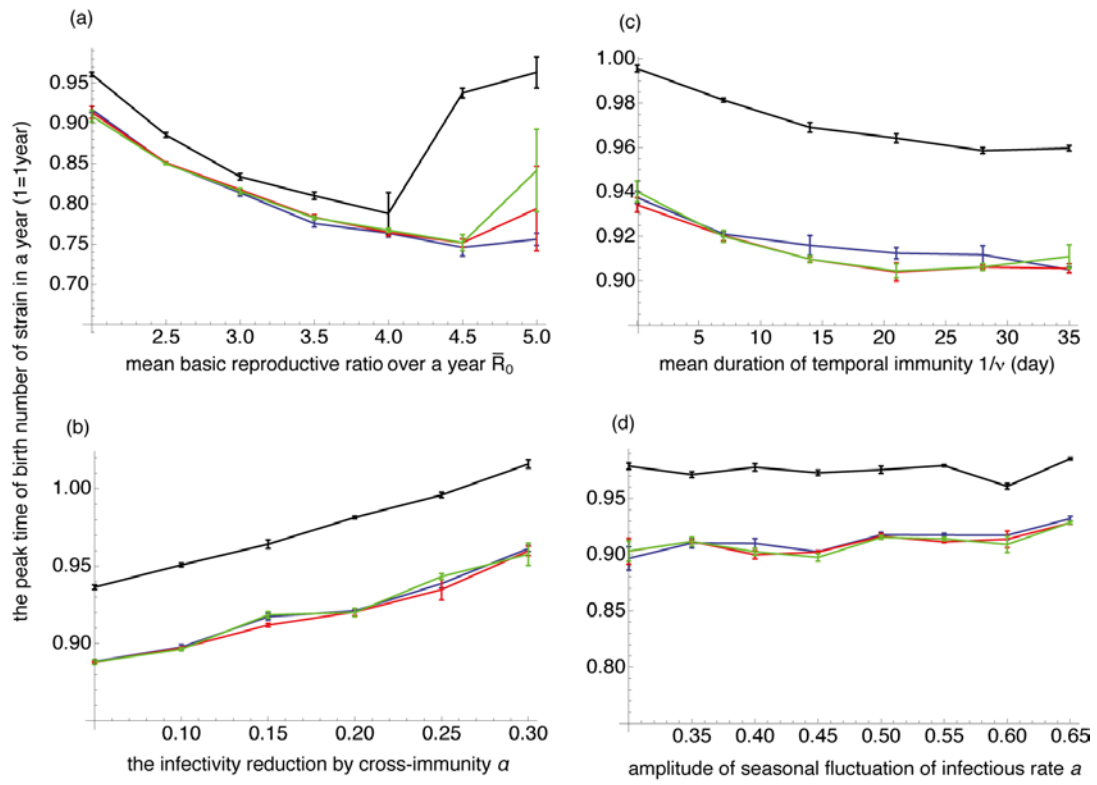 (a)
0.95
0.90
0.85
0.80
0.75
0.70
2.5 3.0 3.5 4.0 4.5 5.0
mean basic reproductive ratio over a year R̅₀
(c)
1.00
0.98
0.96
0.94
0.92
0.90
5 10 15 20 25 30 35
mean duration of temporal immunity 1/ν (day)
the peak time of birth number of strain in a year (1=1year)
(b)
1.00
0.95
0.90
0.10 0.15 0.20 0.25 0.30
the infectivity reduction by cross-immunity α
(d)
0.95
0.90
0.85
0.80
0.35 0.40 0.45 0.50 0.55 0.60 0.65
amplitude of seasonal fluctuation of infectious rate a